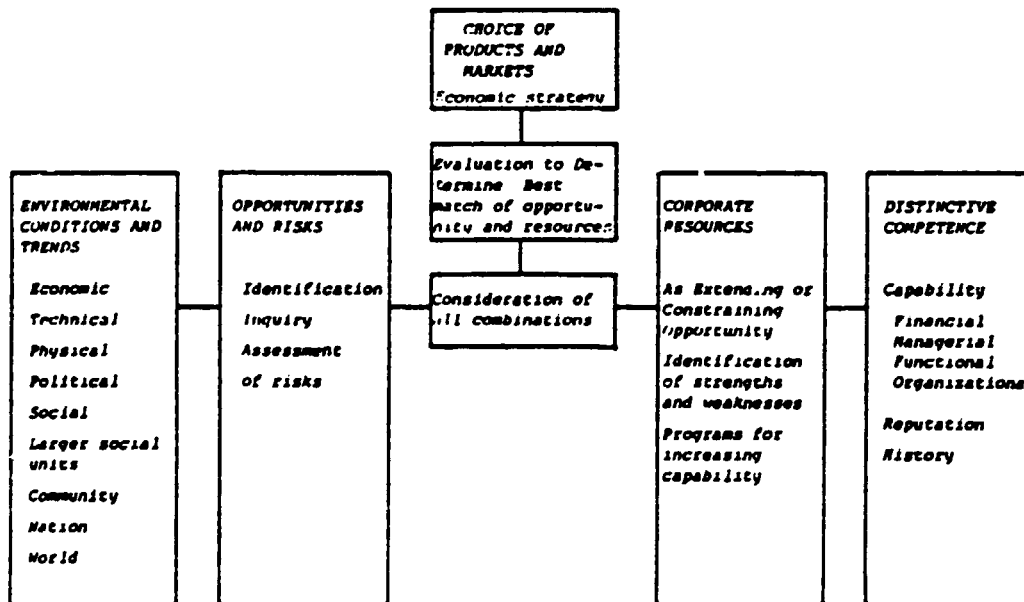 CHOICE OF
PRODUCTS AND
MARKETS
Economic strategy
Evaluation to De-
termine Best
match of opportu-
nity and resources
Consideration of
all combinations
ENVIRONMENTAL
CONDITIONS AND
TRENDS
Economic
Technical
Physical
Political
Social
Larger social
units
Community
Nation
World
OPPORTUNITIES
AND RISKS
Identification
Inquiry
Assessment
of risks
CORPORATE
RESOURCES
As Extending or
Constraining
Opportunity
Identification
of strengths
and weaknesses
Programs for
increasing
capability
DISTINCTIVE
COMPETENCE
Capability
Financial
Managerial
Functional
Organizational
Reputation
History